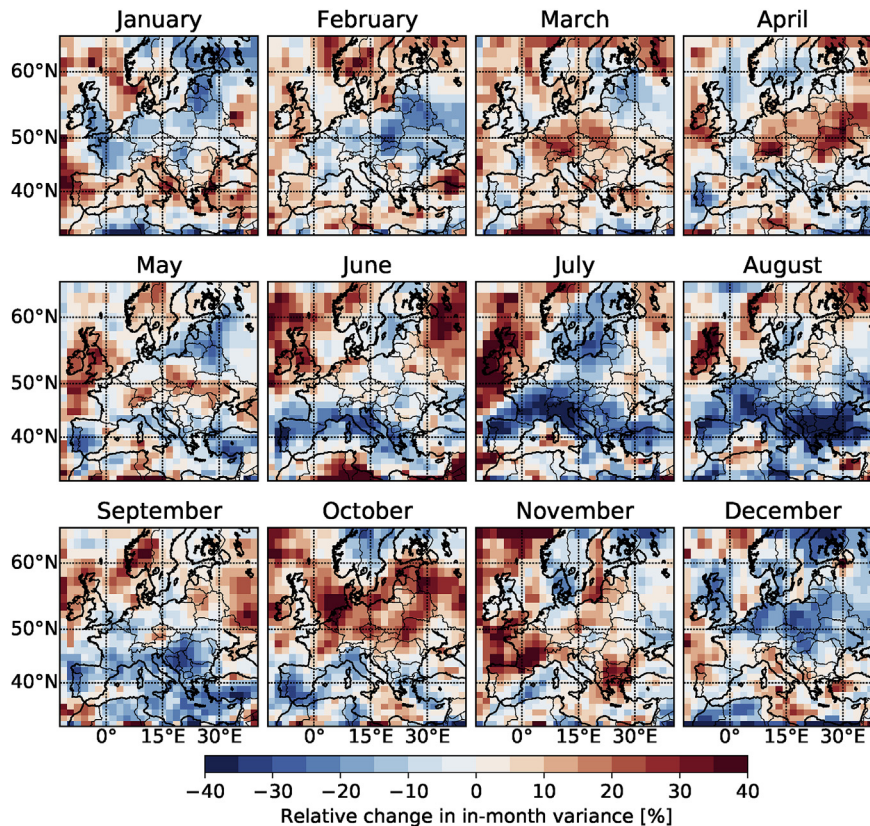 January February March April
60°N
50°N
40°N
May June July August
60°N
50°N
40°N
September October November December
60°N
50°N
40°N
0° 15°E 30°E 0° 15°E 30°E 0° 15°E 30°E 0° 15°E 30°E
−40 −30 −20 −10 0 10 20 30 40
Relative change in in-month variance [%]